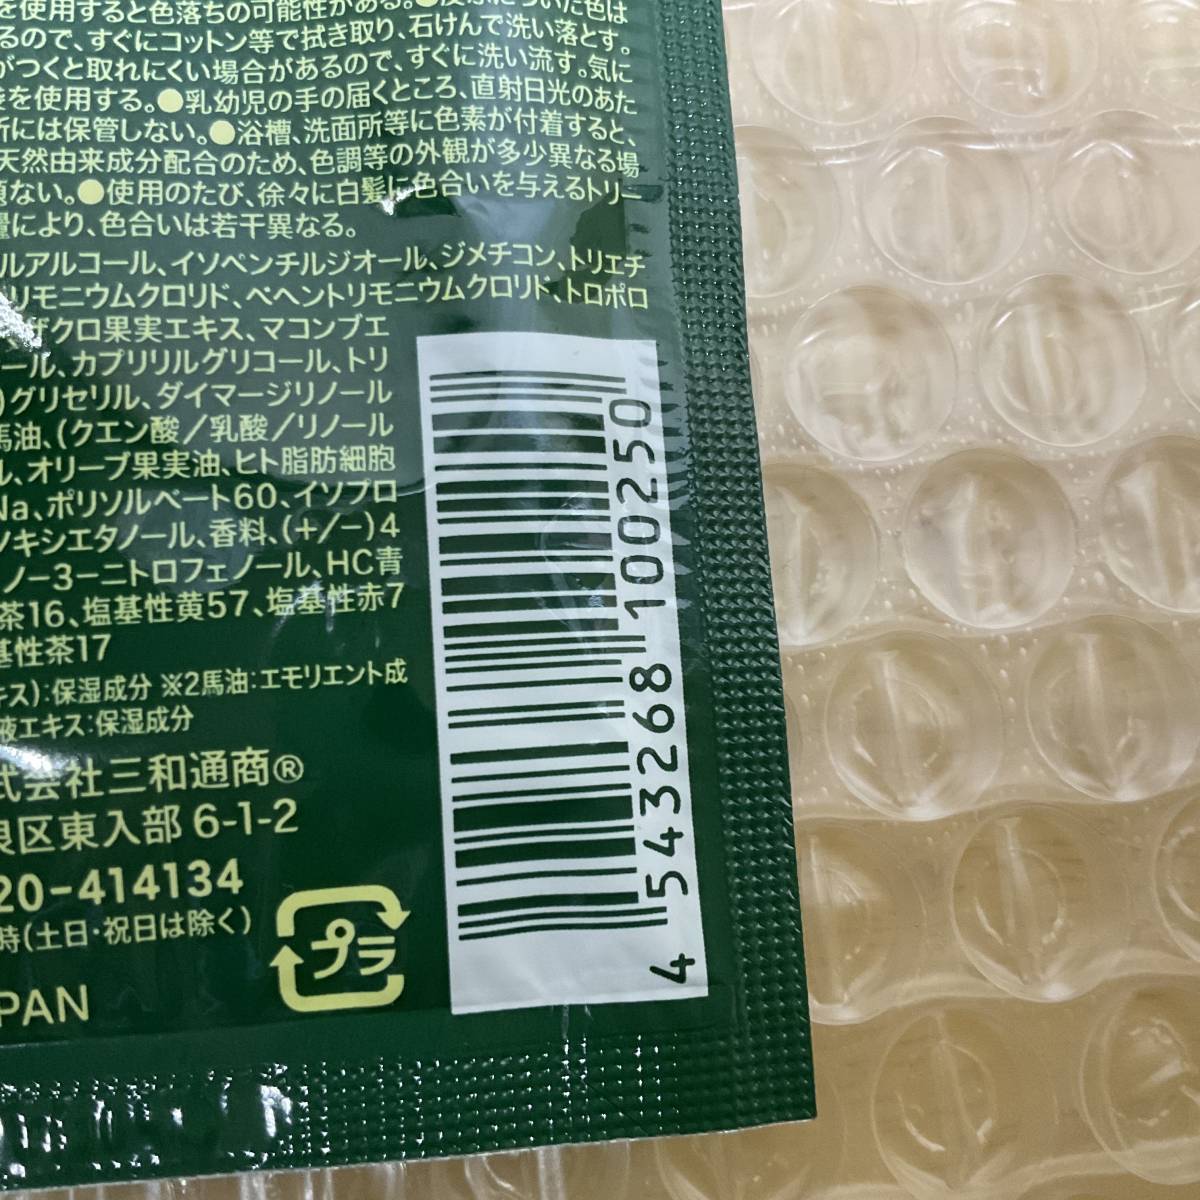 を使用すると色落ちの可能性がある。●皮ふについた色は
るので、すぐにコットン等で拭き取り、石けんで洗い落とす。
がつくと取れにくい場合があるので、すぐに洗い流す。気に
を使用する。●乳幼児の手の届くところ、直射日光のあた
所には保管しない。●浴槽、洗面所等に色素が付着すると、
天然由来成分配合のため、色調等の外観が多少異なる場
ない。●使用のたび、徐々に白髪に色合いを与えるトリー
量により、色合いは若干異なる。
ルアルコール、イソペンチルジオール、ジメチコン、トリエチ
リモニウムクロリド、ベヘントリモニウムクロリド、トロポロ
ザクロ果実エキス、マコンブエ
ール、カプリリルグリコール、トリ
)グリセリル、ダイマージリノール
馬油、(クエン酸/乳酸/リノール
ル、オリーブ果実油、ヒト脂肪細胞
Na、ポリソルベート60、イソプロ
ノキシエタノール、香料、(+/−)4
ノ−3−ニトロフェノール、HC青
茶16、塩基性黄57、塩基性赤7
基性茶17
キス):保湿成分 ※2馬油:エモリエント成
液エキス:保湿成分
式会社三和通商®
良区東入部 6-1-2
20-414134
時(土日・祝日は除く)
PAN
プラ
4 543268 100250